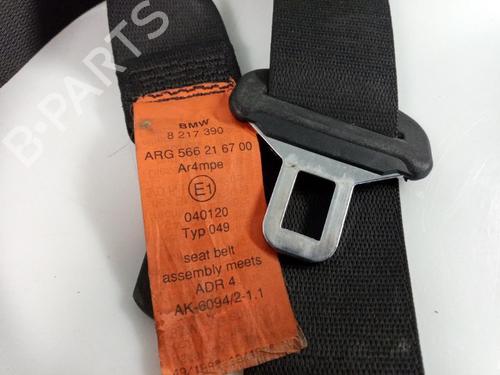 B-PARTS
BMW
8 217 390
ARG 566 21 67 00
Ar4mpe
E1
040120
Typ 049
seat belt
assembly meets
ADR 4
AK-6094/2-1.1